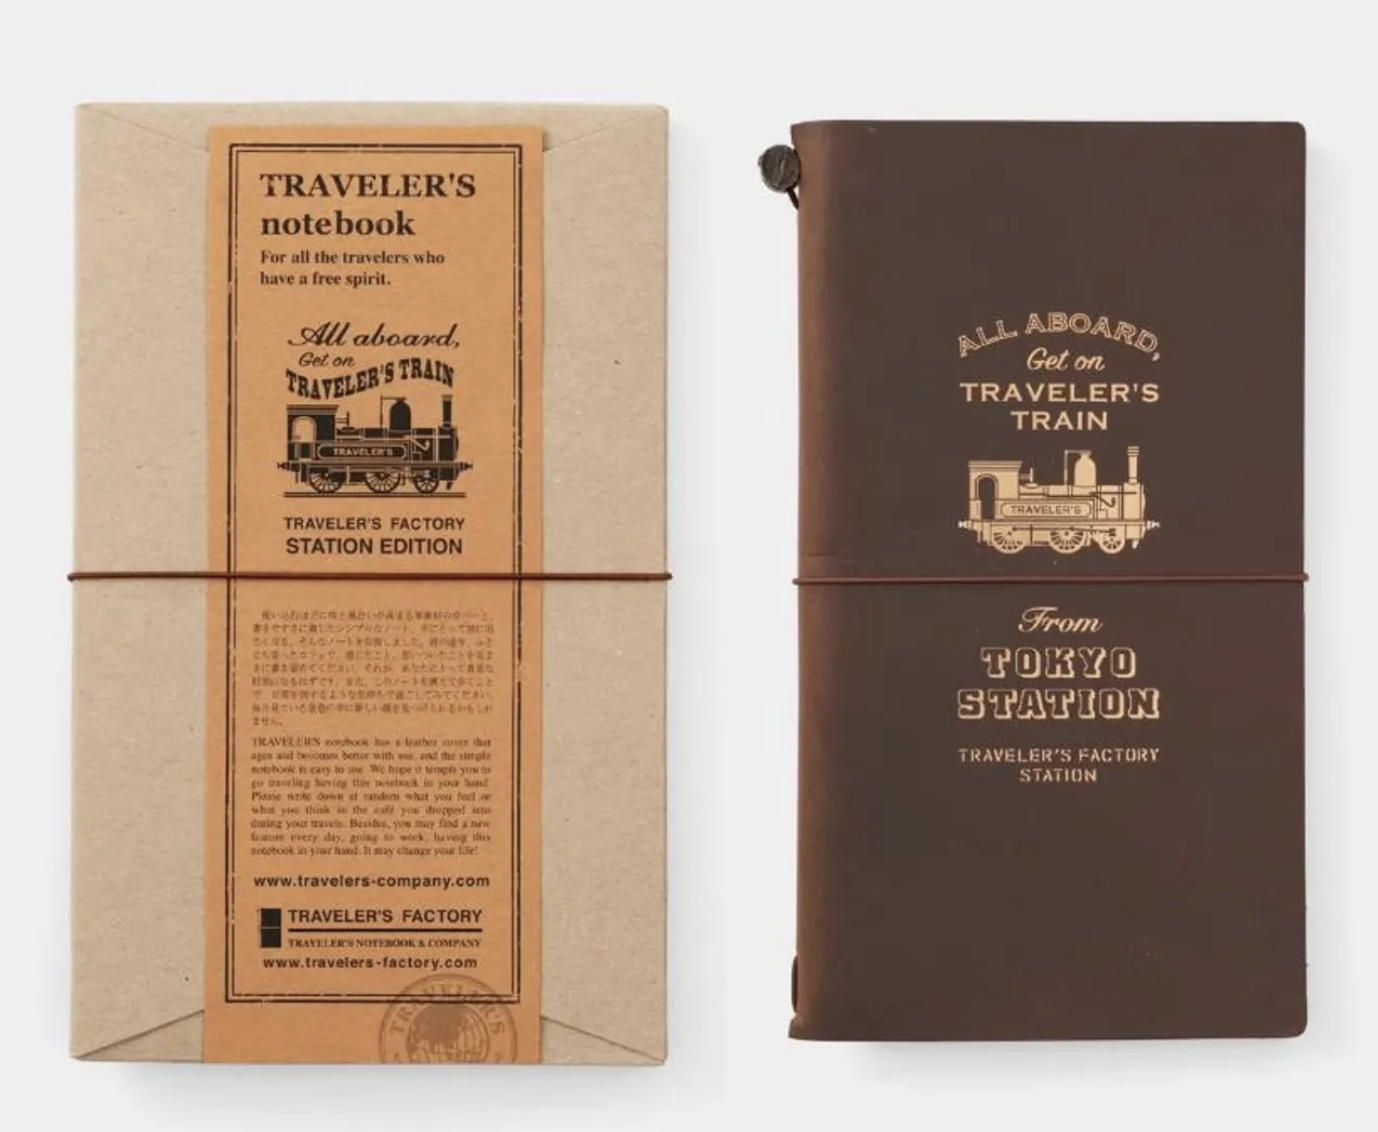 TRAVELER'S
notebook
For all the travelers who
have a free spirit.
All aboard,
Get on
TRAVELER'S TRAIN
TRAVELER'S
TRAVELER'S FACTORY
STATION EDITION
TRAVELER'S notebook has a leather cover that
ages and becomes better with use, and the simple
notebook is easy to use. We hope it tempts you to
go traveling having this notebook in your hand.
Please write down at random what you feel or
what you think in the café you dropped into
during your travels. Besides, you may find a new
feature every day, going to work, having this
notebook in your hand. It may change your life!
www.travelers-company.com
TRAVELER'S FACTORY
TRAVELER'S NOTEBOOK & COMPANY
www.travelers-factory.com
TRAVELER'S
ALL ABOARD,
Get on
TRAVELER'S
TRAIN
TRAVELER'S
From
TOKYO
STATION
TRAVELER'S FACTORY
STATION